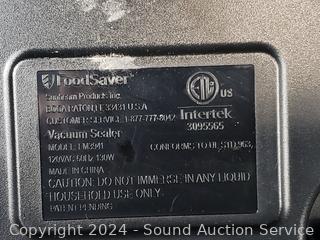 FoodSaver
Sunbeam Products Inc.
BOCA RATON, FL 33431 U.S.A
CUSTOMER SERVICE 1-877-777-8042
Vacuum Sealer
MODEL: FM3941
120VAC 60Hz 130W
MADE IN CHINA
CAUTION: DO NOT IMMERSE IN ANY LIQUID
HOUSEHOLD USE ONLY
PATENT PENDING
US
Intertek
3095565
CONFORMS TO UL STD.963,
Copyright 2024 - Sound Auction Service